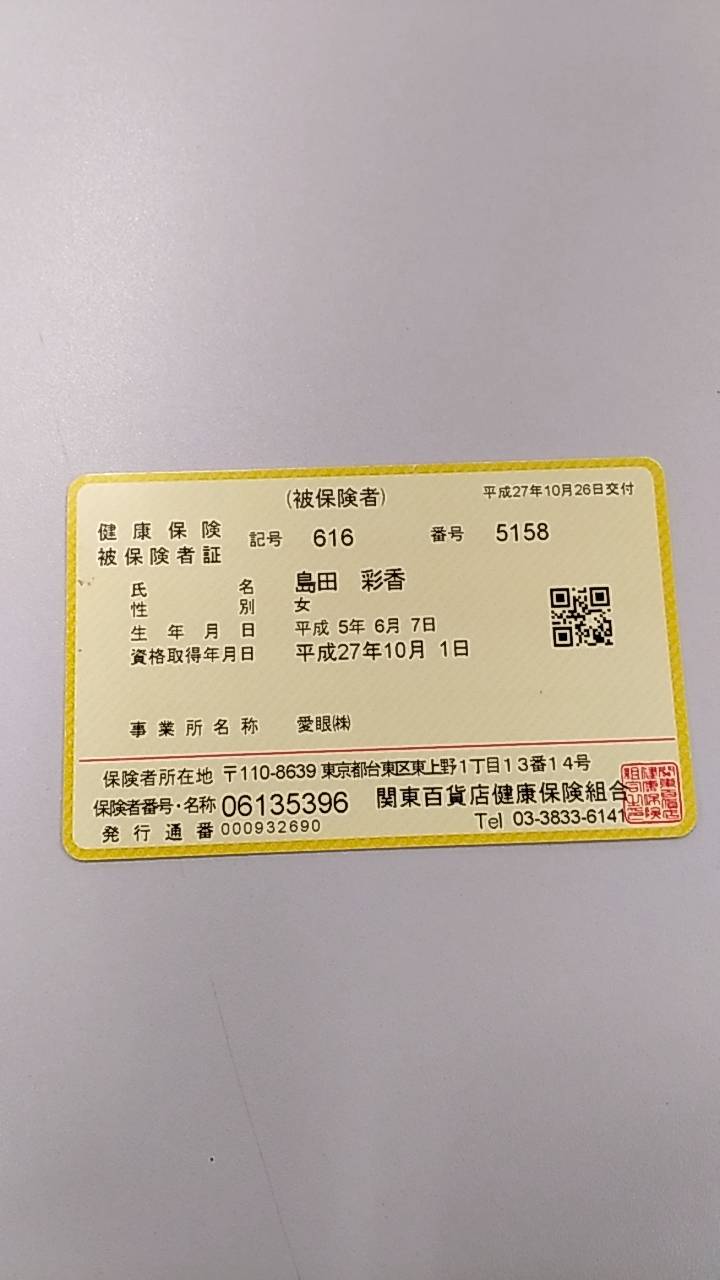 (被保険者)
平成27年10月26日交付
健康保険
被保険者証
記号 616 番号 5158
氏名 島田 彩香
性別 女
生年月日 平成 5年 6月 7日
資格取得年月日 平成27年10月 1日
事業所名称 愛眼㈱
保険者所在地 〒110-8639 東京都台東区東上野1丁目13番14号
保険者番号・名称 06135396 関東百貨店健康保険組合
Tel 03-3833-6141
発行通番 000932690